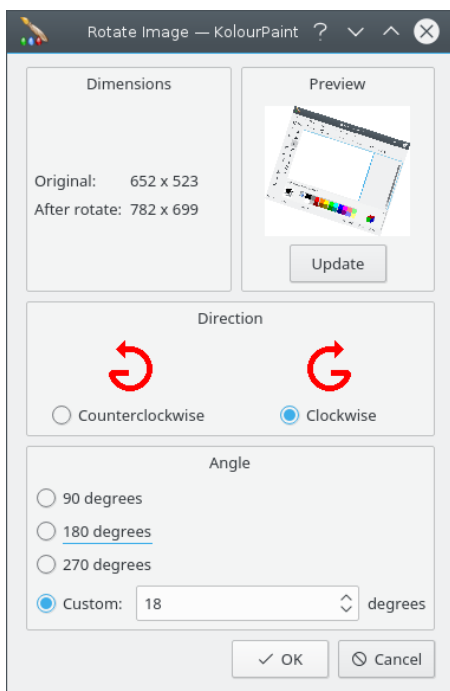 Rotate Image — KolourPaint
Dimensions
Preview
Original: 652 x 523
After rotate: 782 x 699
Update
Direction
Counterclockwise
Clockwise
Angle
90 degrees
180 degrees
270 degrees
Custom: 18 degrees
OK
Cancel